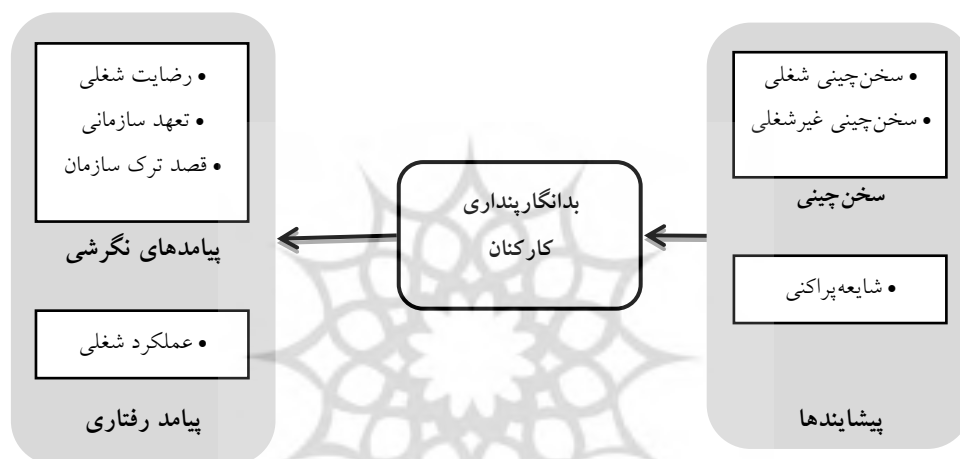 • سخن‌چینی شغلی
• سخن‌چینی غیرشغلی
سخن‌چینی
• شایعه‌پراکنی
پیشایندها
بدانگارپنداری
کارکنان
• رضایت شغلی
• تعهد سازمانی
• قصد ترک سازمان
پیامدهای نگرشی
• عملکرد شغلی
پیامد رفتاری